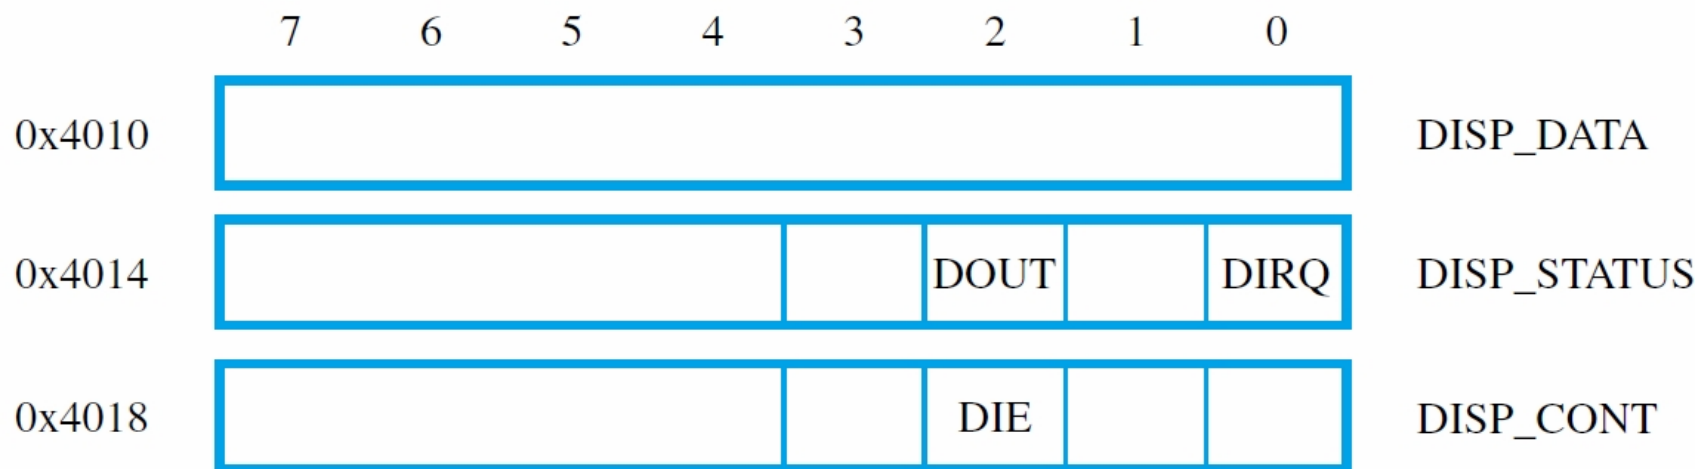 7 6 5 4 3 2 1 0
0x4010 DISP_DATA
0x4014 DOUT DIRQ DISP_STATUS
0x4018 DIE DISP_CONT